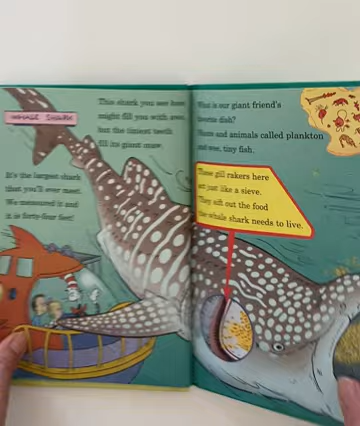 This shark you see here
might fill you with awe,
but the tiniest teeth
fill its giant maw.
WHALE SHARK
It's the largest shark
that you'll ever meet.
We measured it and
it is forty-four feet!
What is our giant friend's
favorite dish?
Plants and animals called plankton
and wee, tiny fish.
These gill rakers here
act just like a sieve.
They sift out the food
the whale shark needs to live.